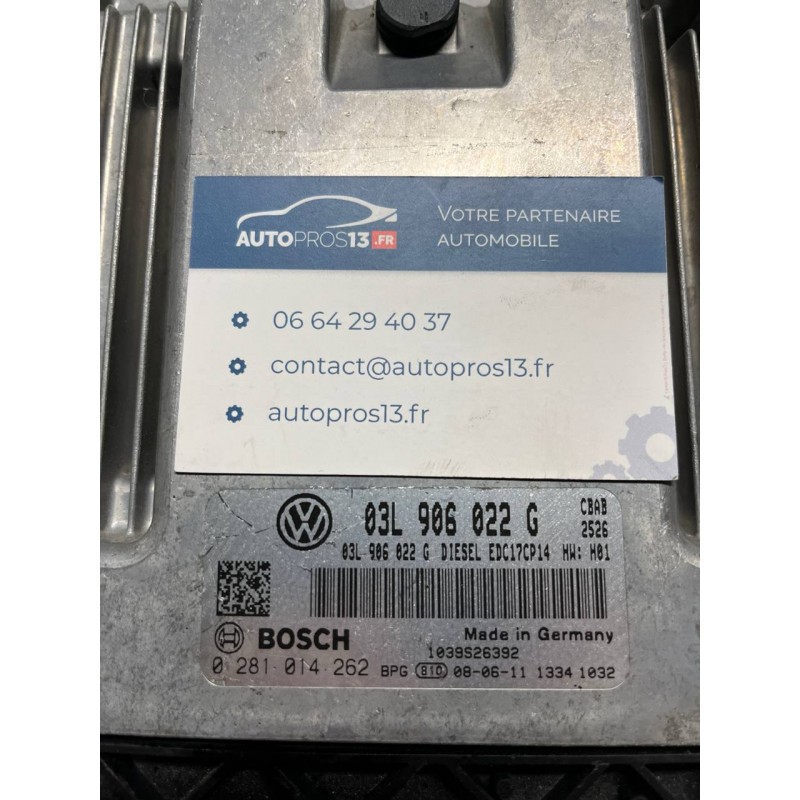 AUTOPROS13.FR
VOTRE PARTENAIRE
AUTOMOBILE
06 64 29 40 37
contact@autopros13.fr
autopros13.fr
03L 906 022 G
CBAB
2526
03L 906 022 G DIESEL EDC17CP14 HW: H01
BOSCH
Made in Germany
1039S26392
0 281 014 262 BPG 810 08-06-11 1334 1032